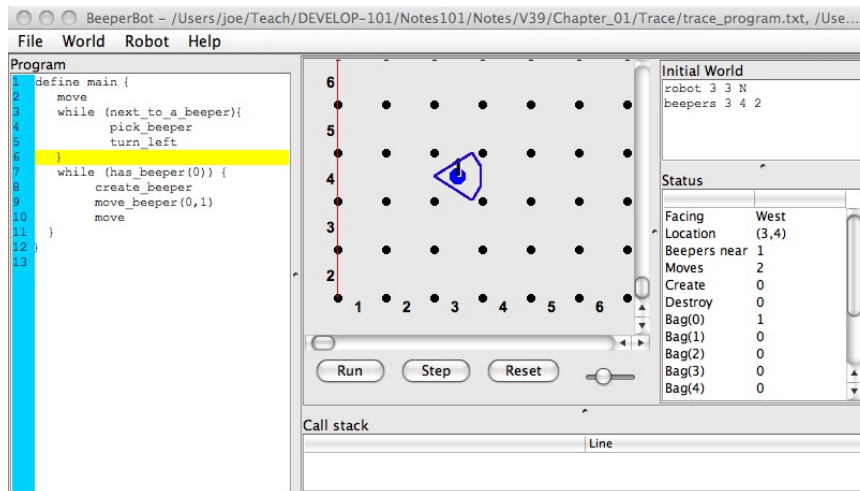 BeeperBot - /Users/joe/Teach/DEVELOP-101/Notes101/Notes/V39/Chapter_01/Trace/trace_program.txt, /Use...
File World Robot Help
Program
1 define main {
2 move
3 while (next_to_a_beeper){
4 pick_beeper
5 turn_left
6 }
7 while (has_beeper(0)) {
8 create_beeper
9 move_beeper(0,1)
10 move
11 }
12 }
13
6
5
4
3
2
1 2 3 4 5 6
1
Run Step Reset
Initial World
robot 3 3 N
beepers 3 4 2
Status
Facing West
Location (3,4)
Beepers near 1
Moves 2
Create 0
Destroy 0
Bag(0) 1
Bag(1) 0
Bag(2) 0
Bag(3) 0
Bag(4) 0
Call stack
Line